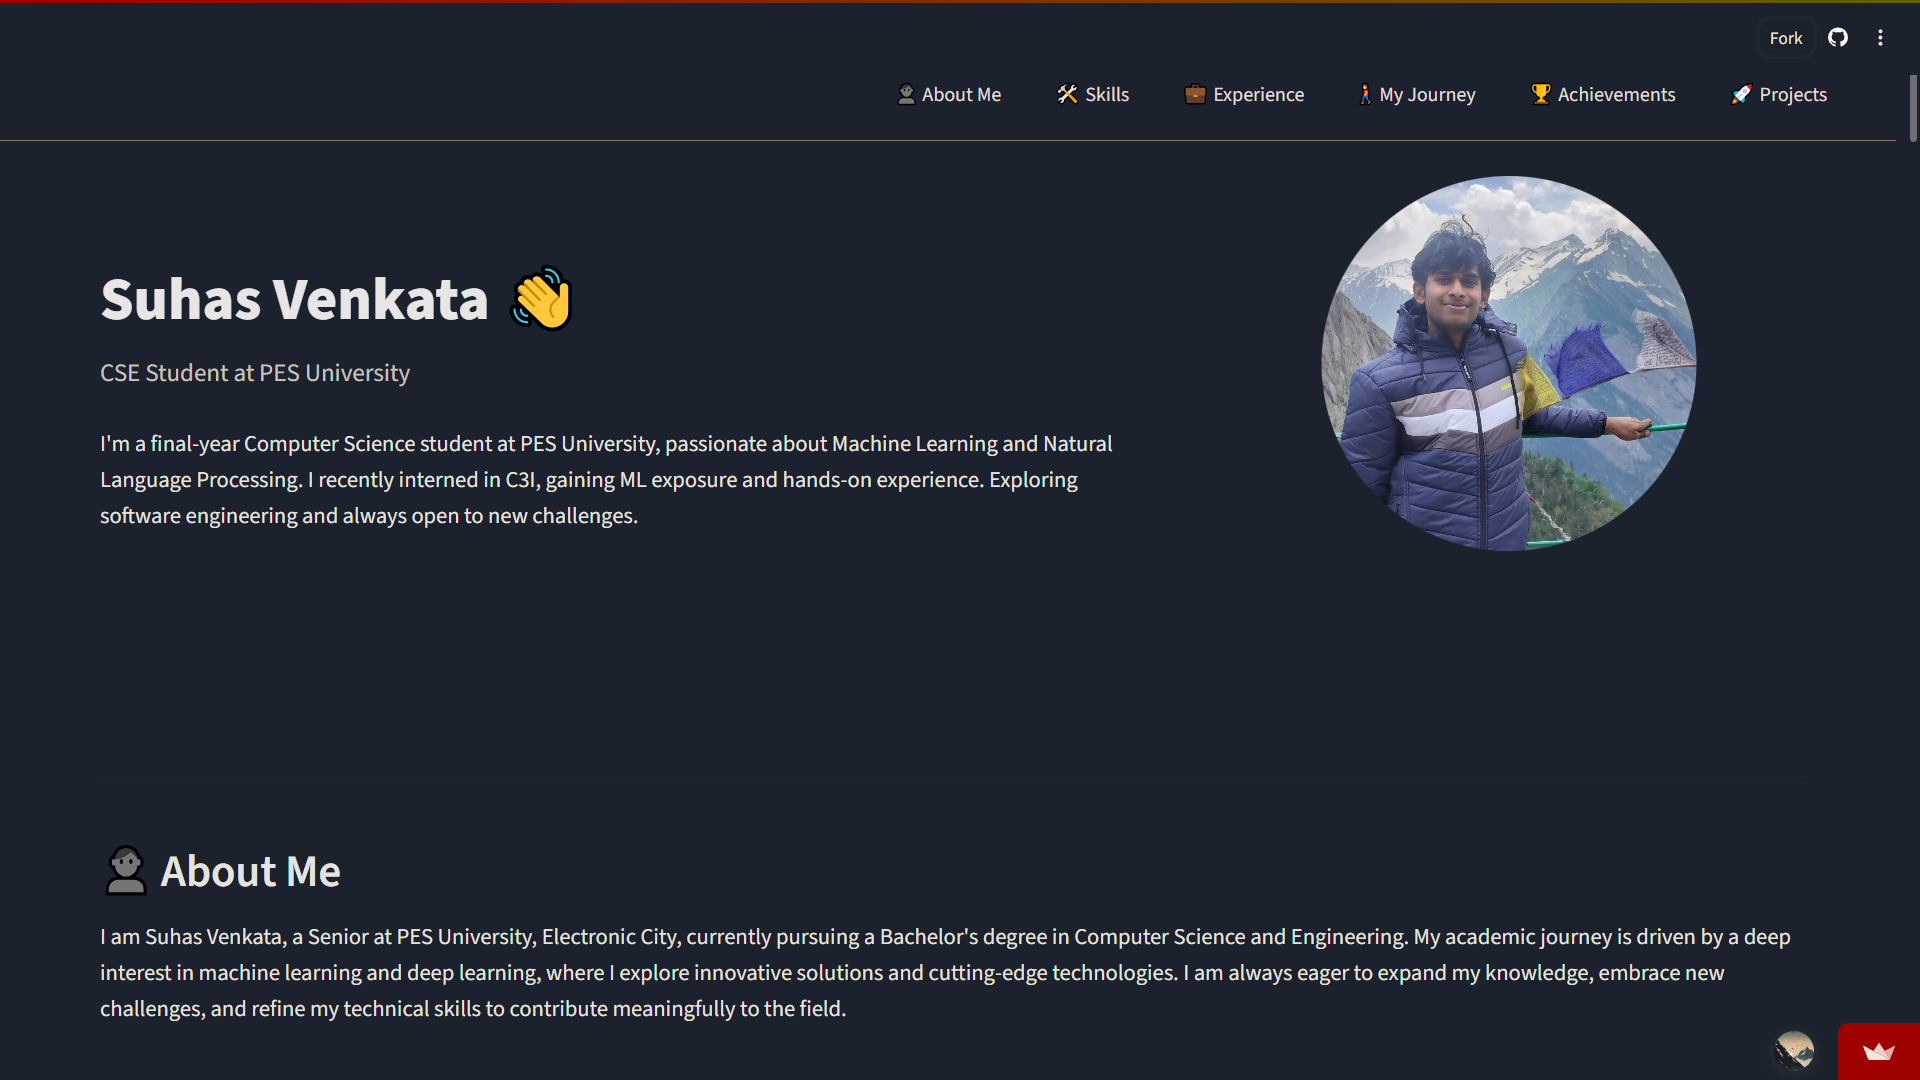 Fork
About Me
Skills
Experience
My Journey
Achievements
Projects
Suhas Venkata
CSE Student at PES University
I'm a final-year Computer Science student at PES University, passionate about Machine Learning and Natural
Language Processing. I recently interned in C3I, gaining ML exposure and hands-on experience. Exploring
software engineering and always open to new challenges.
About Me
I am Suhas Venkata, a Senior at PES University, Electronic City, currently pursuing a Bachelor's degree in Computer Science and Engineering. My academic journey is driven by a deep
interest in machine learning and deep learning, where I explore innovative solutions and cutting-edge technologies. I am always eager to expand my knowledge, embrace new
challenges, and refine my technical skills to contribute meaningfully to the field.